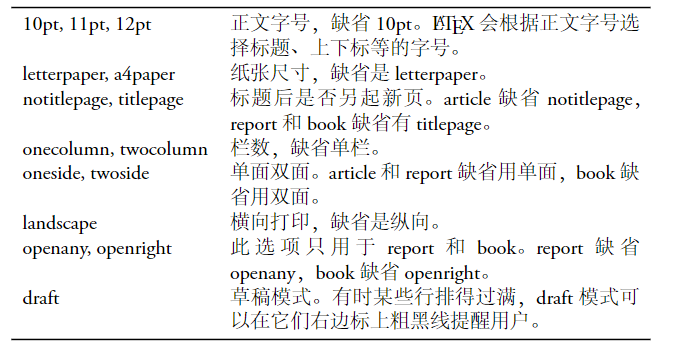 10pt, 11pt, 12pt 正文字号，缺省 10pt。LATEX 会根据正文字号选
择标题、上下标等的字号。
letterpaper, a4paper 纸张尺寸，缺省是 letterpaper。
notitlepage, titlepage 标题后是否另起新页。article 缺省 notitlepage，
report 和 book 缺省有 titlepage。
onecolumn, twocolumn 栏数，缺省单栏。
oneside, twoside 单面双面。article 和 report 缺省用单面，book 缺
省用双面。
landscape 横向打印，缺省是纵向。
openany, openright 此选项只用于 report 和 book。report 缺省
openany，book 缺省 openright。
draft 草稿模式。有时某些行排得过满，draft 模式可
以在它们右边标上粗黑线提醒用户。